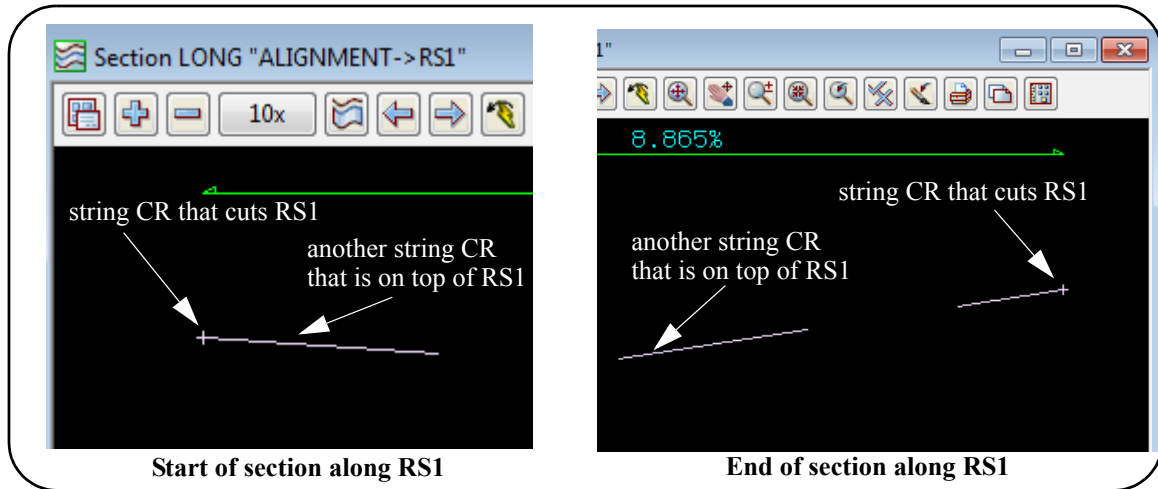 Section LONG "ALIGNMENT->RS1"
10x
string CR that cuts RS1
another string CR
that is on top of RS1
Start of section along RS1
1"
8.865%
string CR that cuts RS1
another string CR
that is on top of RS1
End of section along RS1